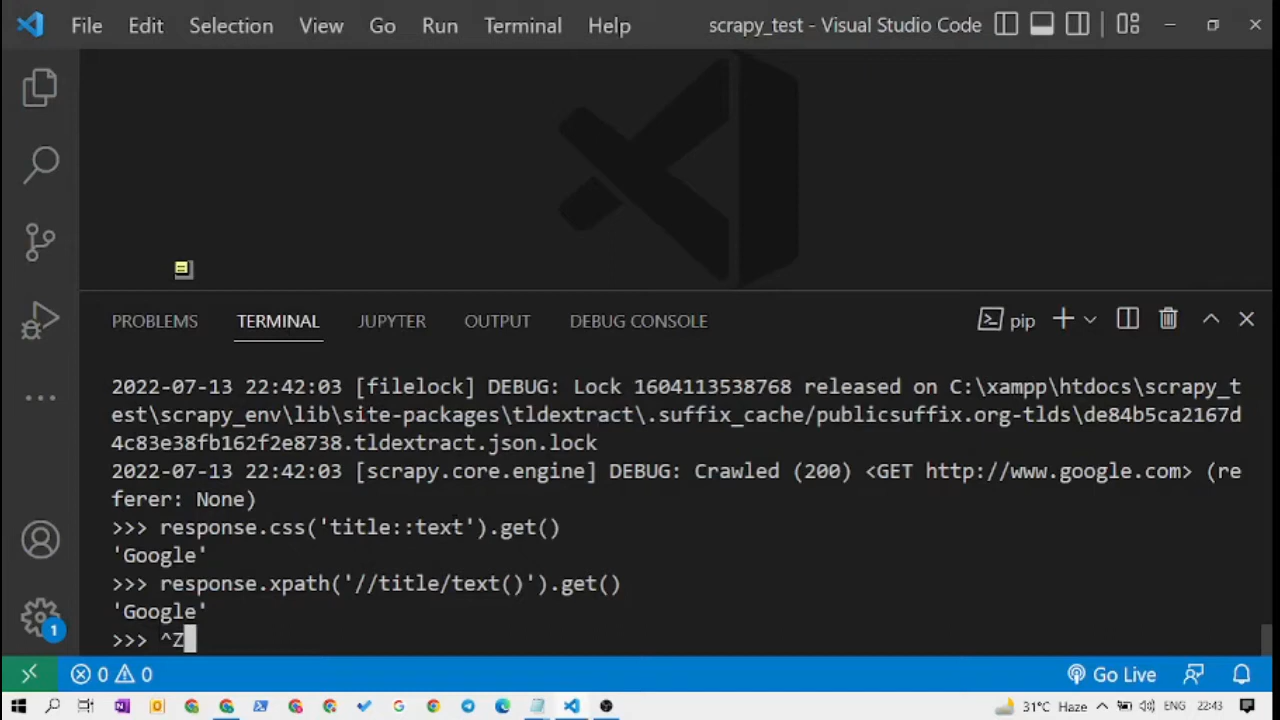 File Edit Selection View Go Run Terminal Help scrapy_test - Visual Studio Code
PROBLEMS TERMINAL JUPYTER OUTPUT DEBUG CONSOLE pip
2022-07-13 22:42:03 [filelock] DEBUG: Lock 1604113538768 released on C:\xampp\htdocs\scrapy_t
est\scrapy_env\lib\site-packages\tldextract\.suffix_cache/publicsuffix.org-tlds\de84b5ca2167d
4c83e38fb162f2e8738.tldextract.json.lock
2022-07-13 22:42:03 [scrapy.core.engine] DEBUG: Crawled (200) <GET http://www.google.com> (re
ferer: None)
>>> response.css('title::text').get()
'Google'
>>> response.xpath('//title/text()').get()
'Google'
>>> ^Z
1
0 0 Go Live
31°C Haze ENG 22:43